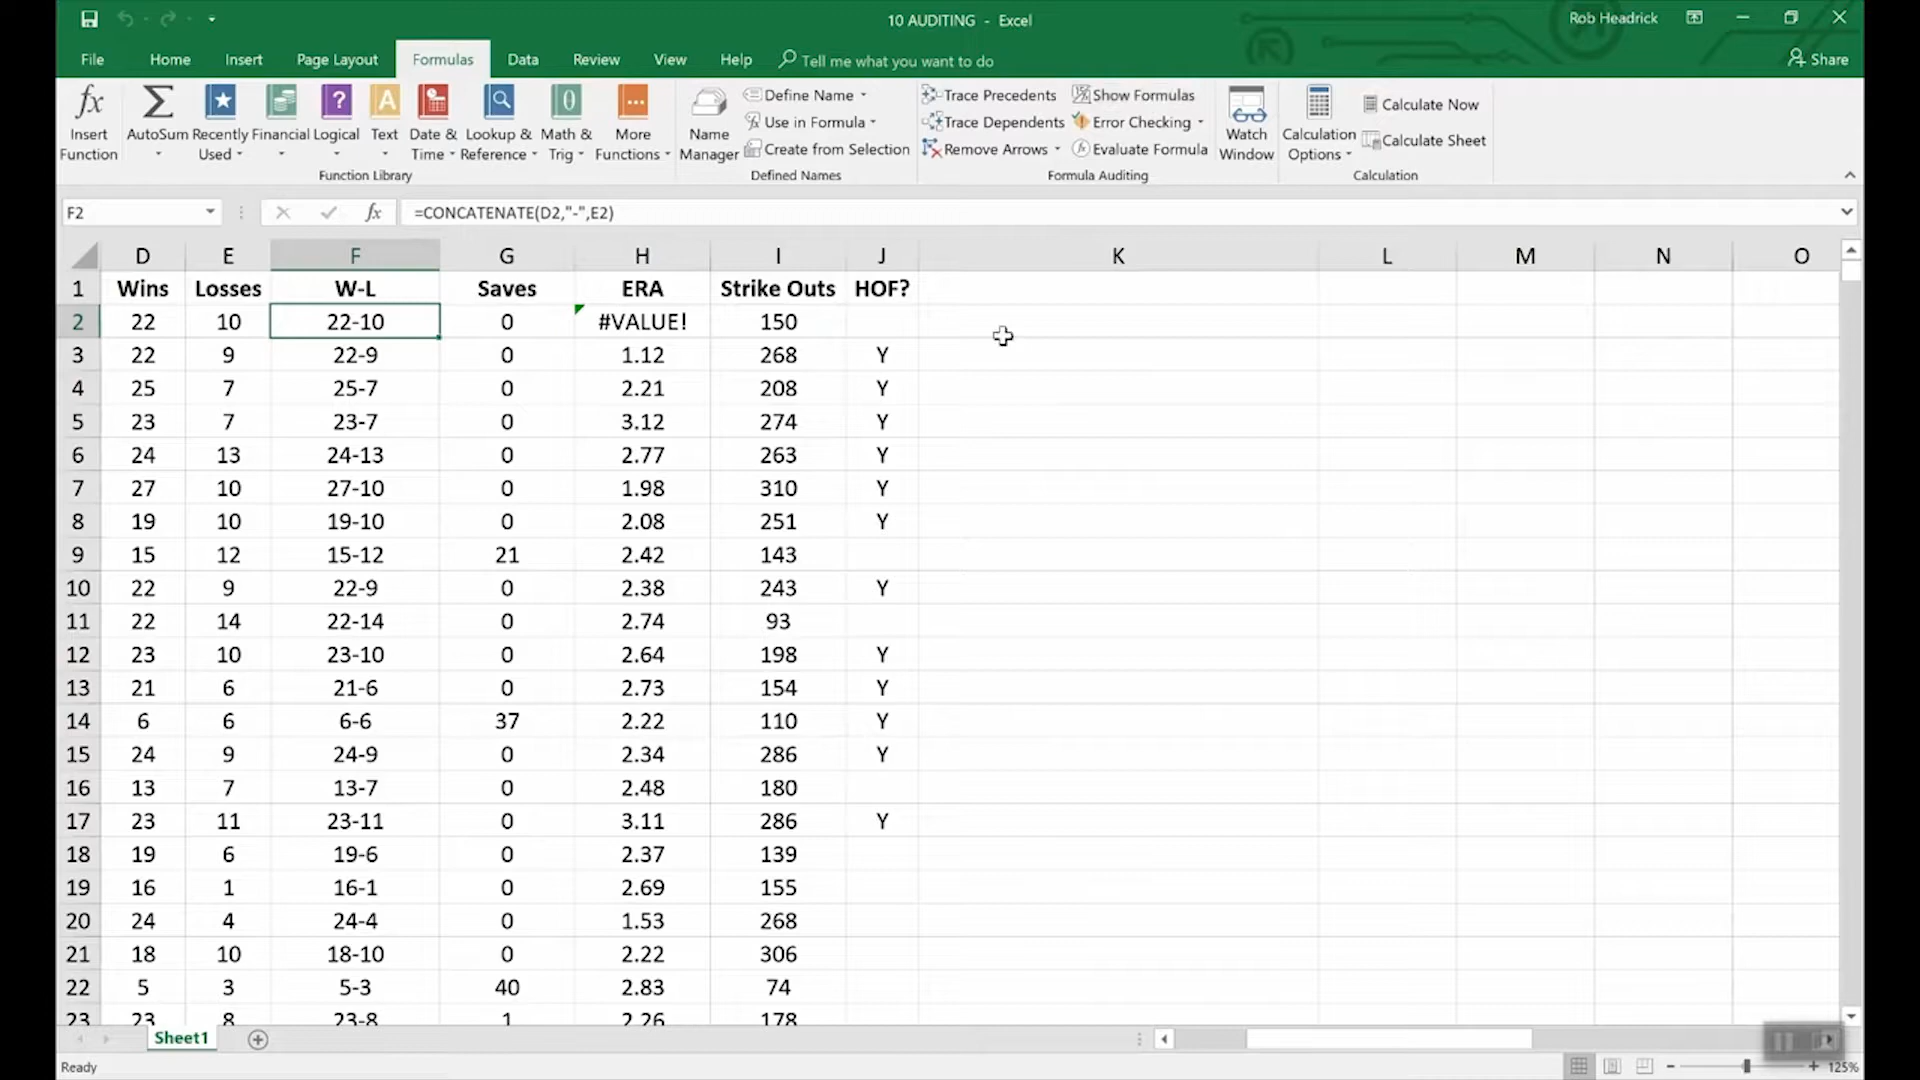 10 AUDITING - Excel
Rob Headrick
File Home Insert Page Layout Formulas Data Review View Help Tell me what you want to do Share
Insert Function
AutoSum
Recently Used
Financial
Logical
Text
Date & Time
Lookup & Reference
Math & Trig
More Functions
Function Library
Name Manager
Define Name
Use in Formula
Create from Selection
Defined Names
Trace Precedents
Trace Dependents
Remove Arrows
Show Formulas
Error Checking
Evaluate Formula
Formula Auditing
Watch Window
Calculation Options
Calculate Now
Calculate Sheet
Calculation
F2 fx =CONCATENATE(D2,"-",E2)
D E F G H I J K L M N O
1 Wins Losses W-L Saves ERA Strike Outs HOF?
2 22 10 22-10 0 #VALUE! 150
3 22 9 22-9 0 1.12 268 Y
4 25 7 25-7 0 2.21 208 Y
5 23 7 23-7 0 3.12 274 Y
6 24 13 24-13 0 2.77 263 Y
7 27 10 27-10 0 1.98 310 Y
8 19 10 19-10 0 2.08 251 Y
9 15 12 15-12 21 2.42 143
10 22 9 22-9 0 2.38 243 Y
11 22 14 22-14 0 2.74 93
12 23 10 23-10 0 2.64 198 Y
13 21 6 21-6 0 2.73 154 Y
14 6 6 6-6 37 2.22 110 Y
15 24 9 24-9 0 2.34 286 Y
16 13 7 13-7 0 2.48 180
17 23 11 23-11 0 3.11 286 Y
18 19 6 19-6 0 2.37 139
19 16 1 16-1 0 2.69 155
20 24 4 24-4 0 1.53 268
21 18 10 18-10 0 2.22 306
22 5 3 5-3 40 2.83 74
23 23 8 23-8 1 2.26 178
Sheet1
Ready
125%